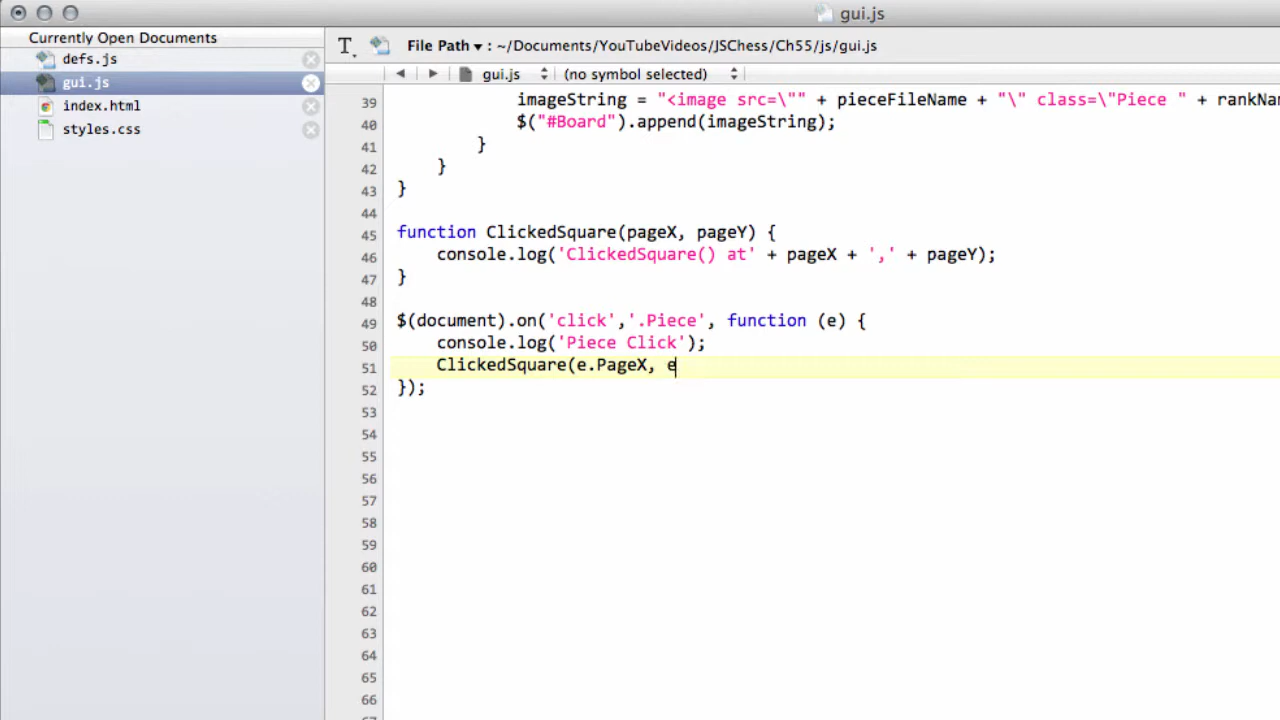 gui.js
Currently Open Documents
defs.js
gui.js
index.html
styles.css
T. File Path ▾ : ~/Documents/YouTubeVideos/JSChess/Ch55/js/gui.js
gui.js (no symbol selected)
39 imageString = "<image src=\"" + pieceFileName + "\" class=\"Piece " + rankNa
40 $("#Board").append(imageString);
41 }
42 }
43 }
44
45 function ClickedSquare(pageX, pageY) {
46 console.log('ClickedSquare() at' + pageX + ',' + pageY);
47 }
48
49 $(document).on('click','.Piece', function (e) {
50 console.log('Piece Click');
51 ClickedSquare(e.PageX, e
52 });
53
54
55
56
57
58
59
60
61
62
63
64
65
66